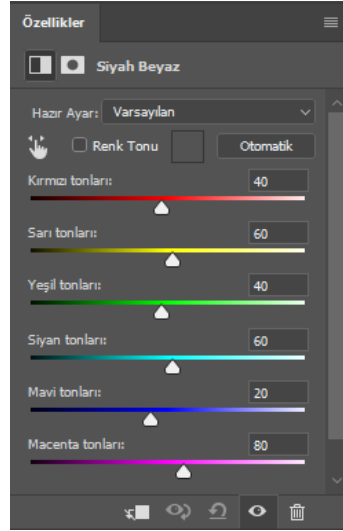 Özellikler
Siyah Beyaz
Hazır Ayar: Varsayılan
Renk Tonu Otomatik
Kırmızı tonları: 40
Sarı tonları: 60
Yeşil tonları: 40
Siyan tonları: 60
Mavi tonları: 20
Macenta tonları: 80